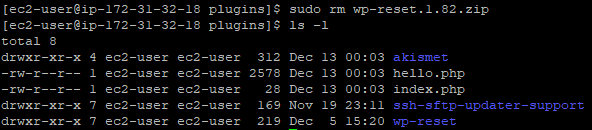 [ec2-user@ip-172-31-32-18 plugins]$ sudo rm wp-reset.1.82.zip
[ec2-user@ip-172-31-32-18 plugins]$ ls -l
total 8
drwxr-xr-x 4 ec2-user ec2-user  312 Dec 13 00:03 akismet
-rw-r--r-- 1 ec2-user ec2-user 2578 Dec 13 00:03 hello.php
-rw-r--r-- 1 ec2-user ec2-user   28 Dec 13 00:03 index.php
drwxr-xr-x 7 ec2-user ec2-user  169 Nov 19 23:11 ssh-sftp-updater-support
drwxr-xr-x 7 ec2-user ec2-user  219 Dec  5 15:20 wp-reset